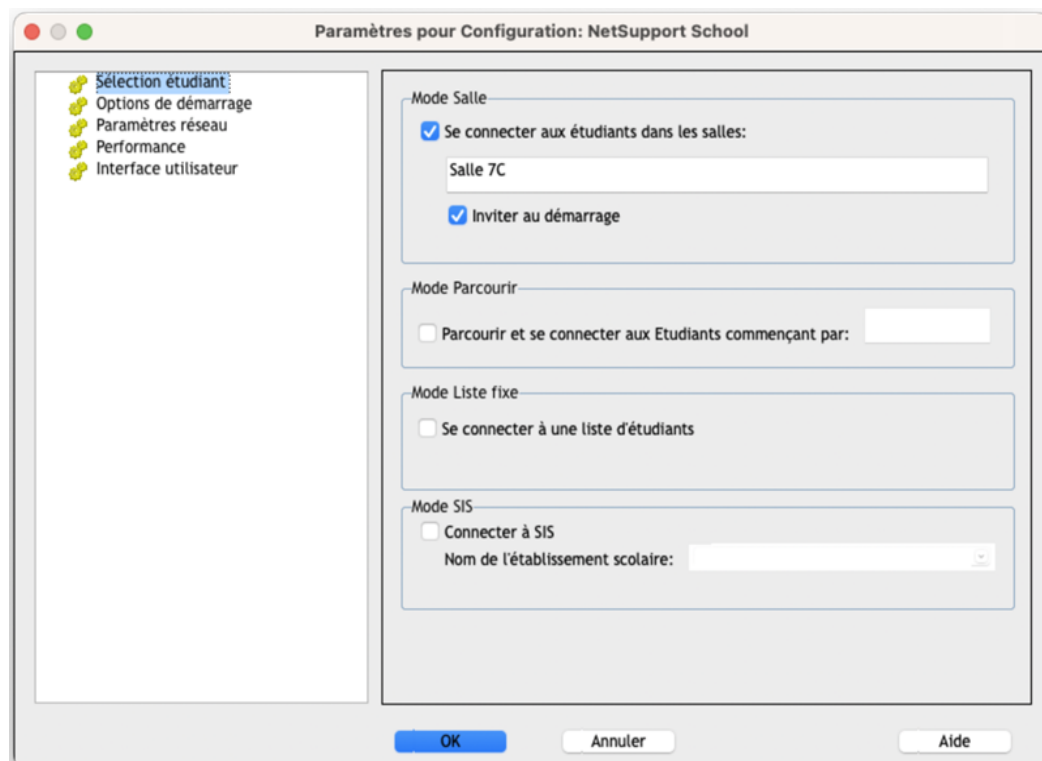 Paramètres pour Configuration: NetSupport School
Sélection étudiant
Options de démarrage
Paramètres réseau
Performance
Interface utilisateur
Mode Salle
Se connecter aux étudiants dans les salles:
Salle 7C
Inviter au démarrage
Mode Parcourir
Parcourir et se connecter aux Etudiants commençant par:
Mode Liste fixe
Se connecter à une liste d'étudiants
Mode SIS
Connecter à SIS
Nom de l'établissement scolaire:
OK
Annuler
Aide